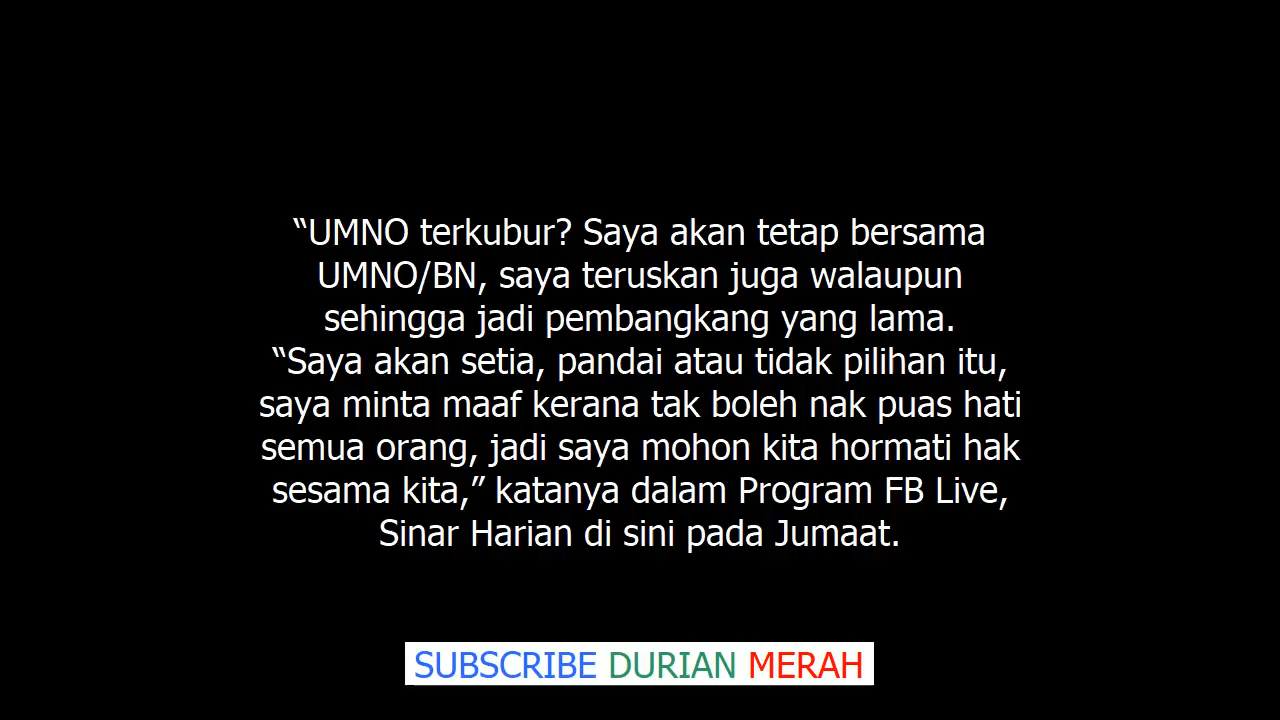 “UMNO terkubur? Saya akan tetap bersama
UMNO/BN, saya teruskan juga walaupun
sehingga jadi pembangkang yang lama.
“Saya akan setia, pandai atau tidak pilihan itu,
saya minta maaf kerana tak boleh nak puas hati
semua orang, jadi saya mohon kita hormati hak
sesama kita,” katanya dalam Program FB Live,
Sinar Harian di sini pada Jumaat.
SUBSCRIBE DURIAN MERAH